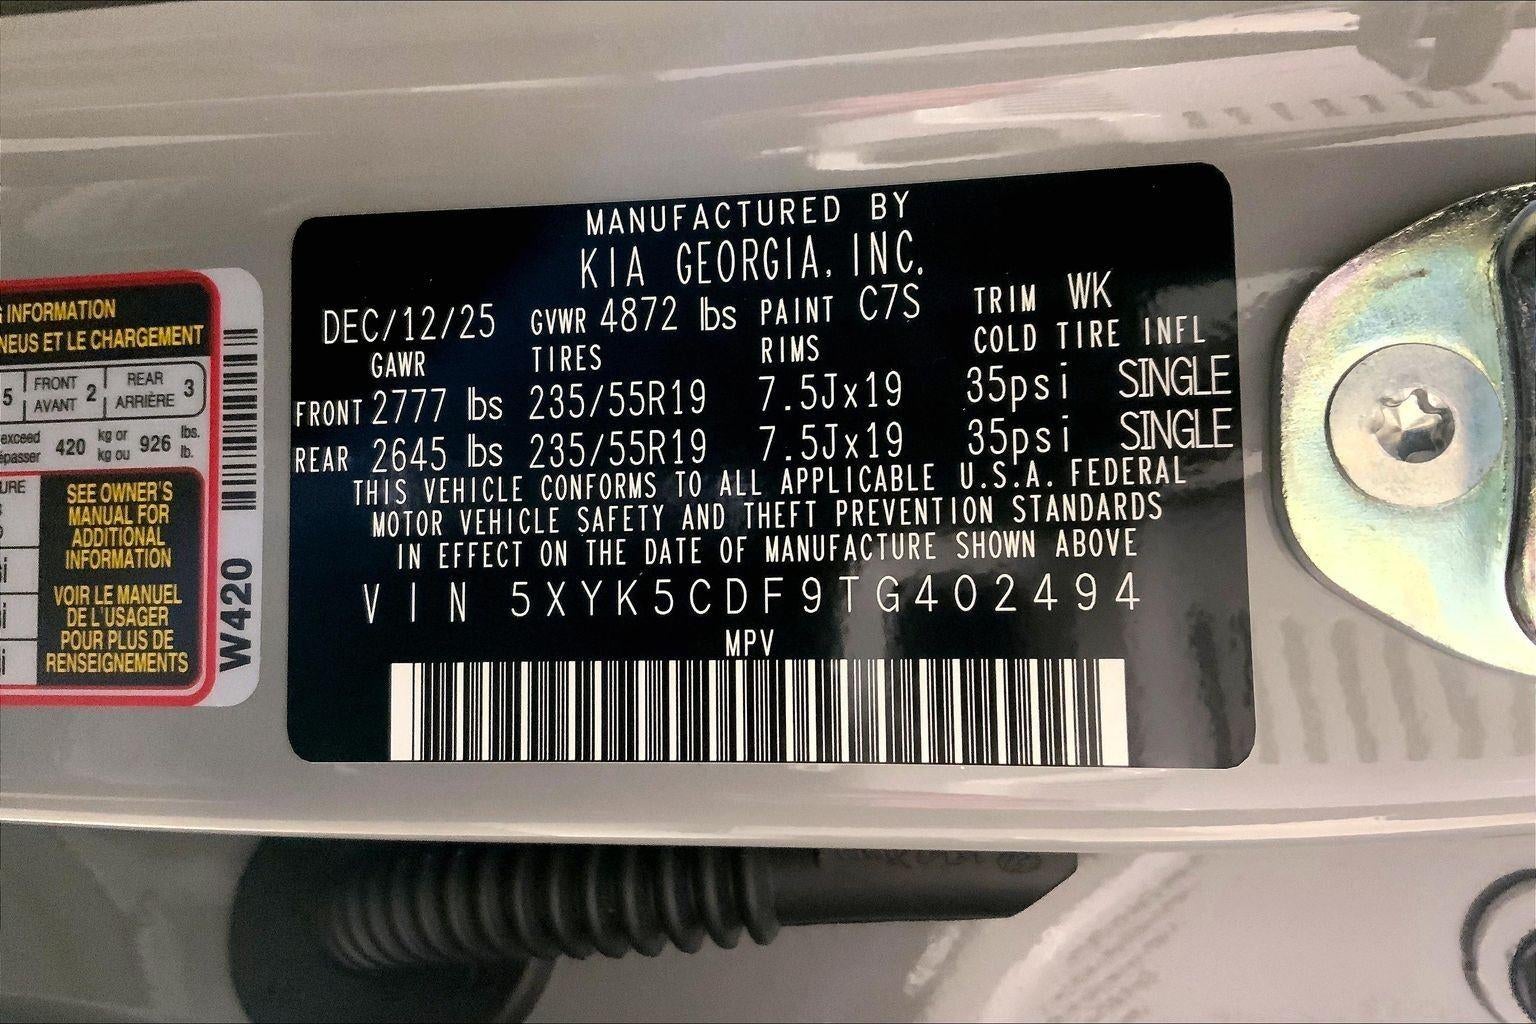 INFORMATION
NEUS ET LE CHARGEMENT
5 FRONT AVANT 2 REAR ARRIÈRE 3
exceed 420 kg or 926 lbs.
kg ou lb.
SEE OWNER'S
MANUAL FOR
ADDITIONAL
INFORMATION
VOIR LE MANUEL
DE L'USAGER
POUR PLUS DE
RENSEIGNEMENTS
W420
MANUFACTURED BY
KIA GEORGIA, INC.
DEC/12/25 GVWR 4872 lbs PAINT C7S TRIM WK
GAWR TIRES RIMS COLD TIRE INFL
FRONT 2777 lbs 235/55R19 7.5Jx19 35psi SINGLE
REAR 2645 lbs 235/55R19 7.5Jx19 35psi SINGLE
THIS VEHICLE CONFORMS TO ALL APPLICABLE U.S.A. FEDERAL
MOTOR VEHICLE SAFETY AND THEFT PREVENTION STANDARDS
IN EFFECT ON THE DATE OF MANUFACTURE SHOWN ABOVE
VIN 5XYK5CDF9TG402494
MPV